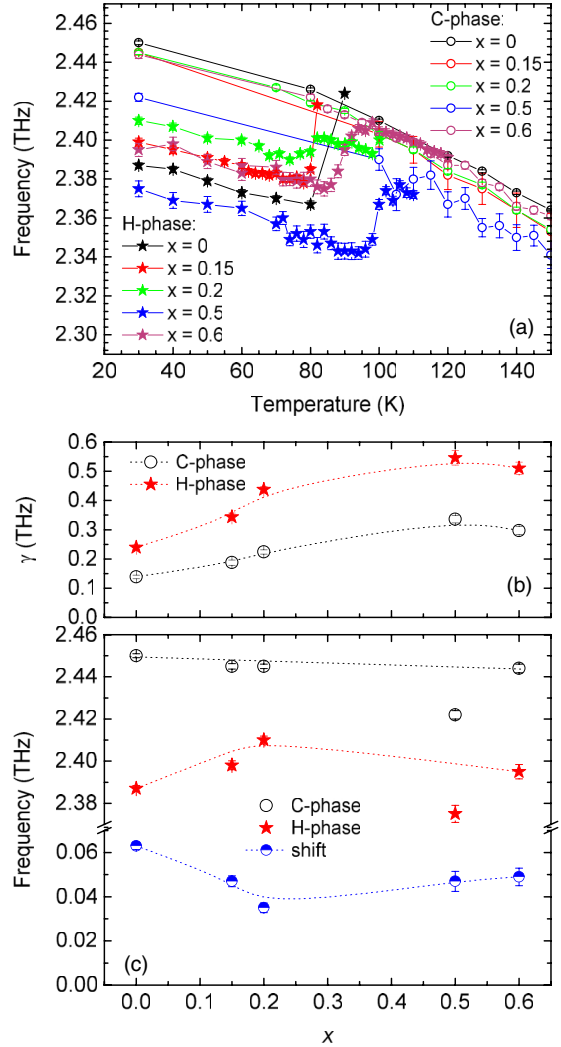 2.46
2.44
2.42
2.40
2.38
2.36
2.34
2.32
2.30
Frequency (THz)
C-phase:
x = 0
x = 0.15
x = 0.2
x = 0.5
x = 0.6
H-phase:
x = 0
x = 0.15
x = 0.2
x = 0.5
x = 0.6
(a)
20 40 60 80 100 120 140
Temperature (K)
0.6
0.5
0.4
0.3
0.2
0.1
0.0
γ (THz)
C-phase
H-phase
(b)
2.46
2.44
2.42
2.40
2.38
0.06
0.04
0.02
0.00
Frequency (THz)
Frequency (THz)
C-phase
H-phase
shift
(c)
0.0 0.1 0.2 0.3 0.4 0.5 0.6
x